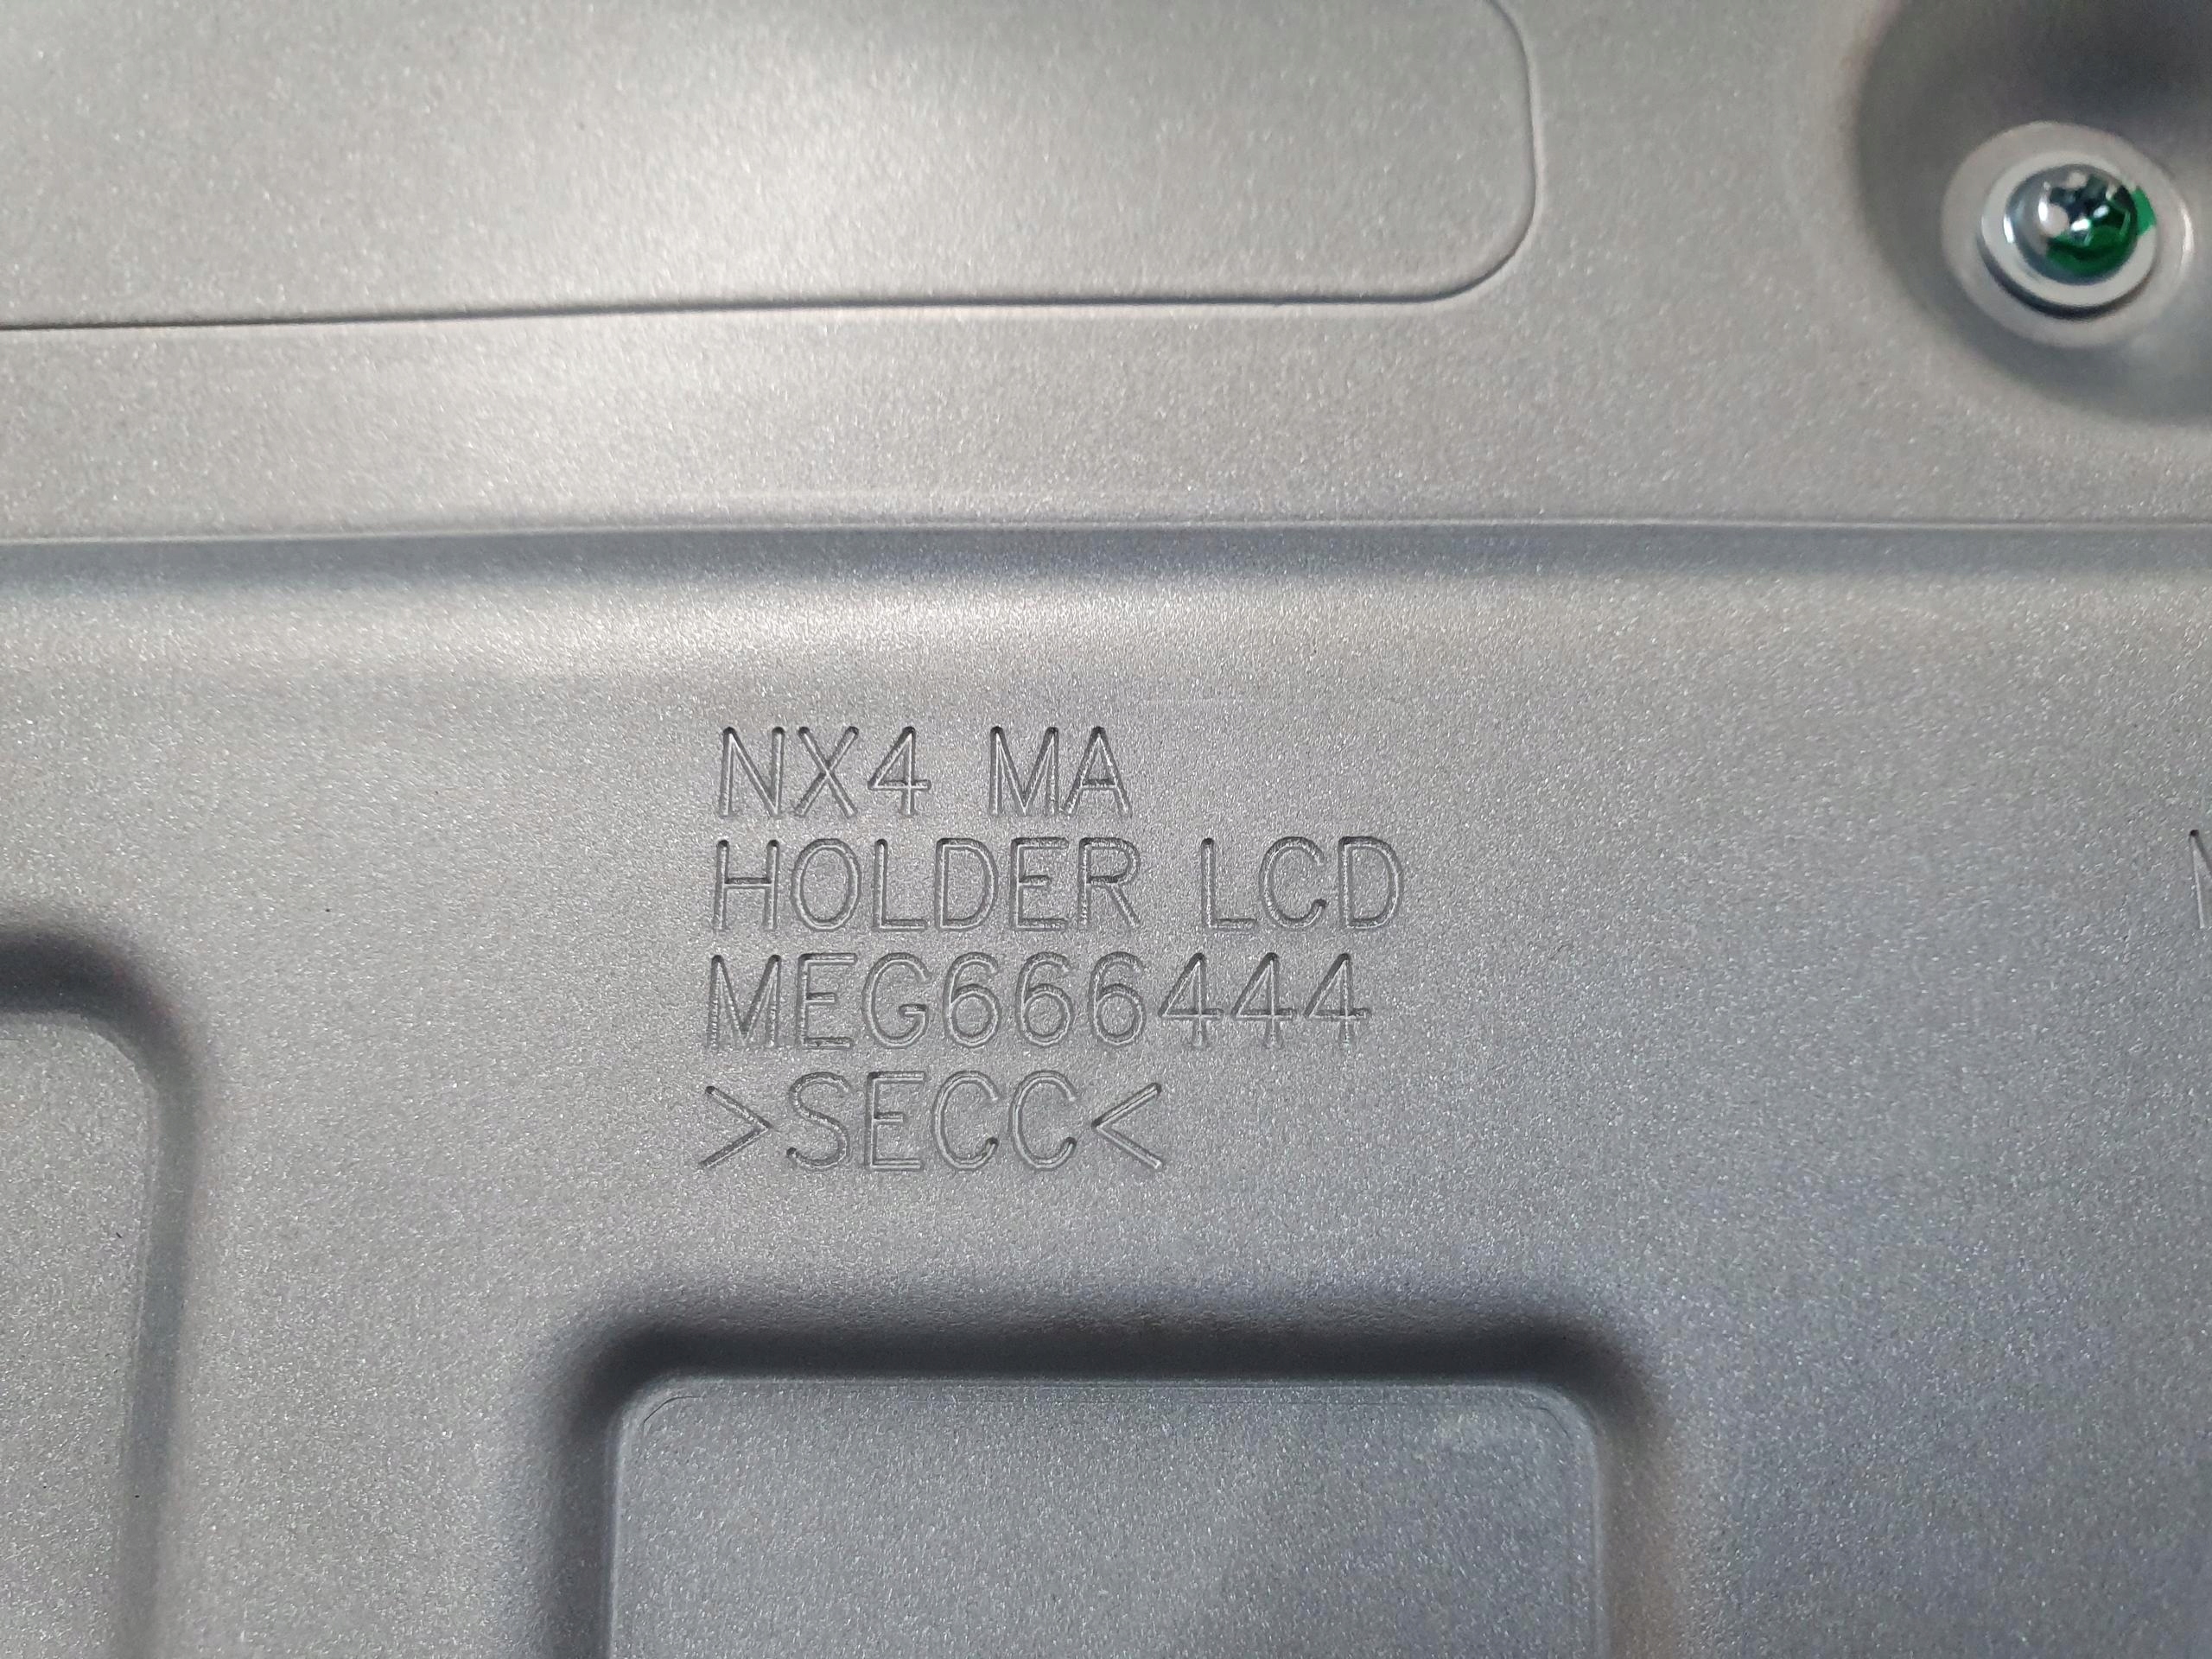 NX4 MA
HOLDER LCD
MEG666444
>SECC<